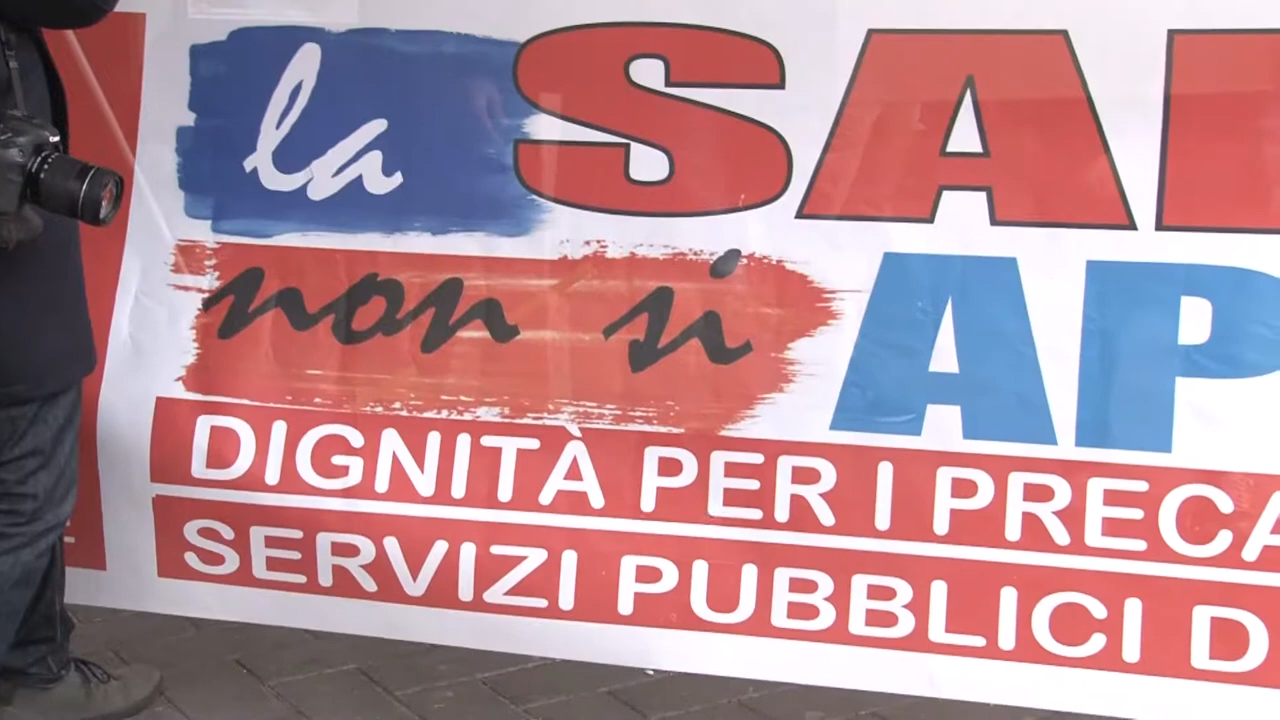 la SA
non si AP
DIGNITÀ PER I PRECA
SERVIZI PUBBLICI D